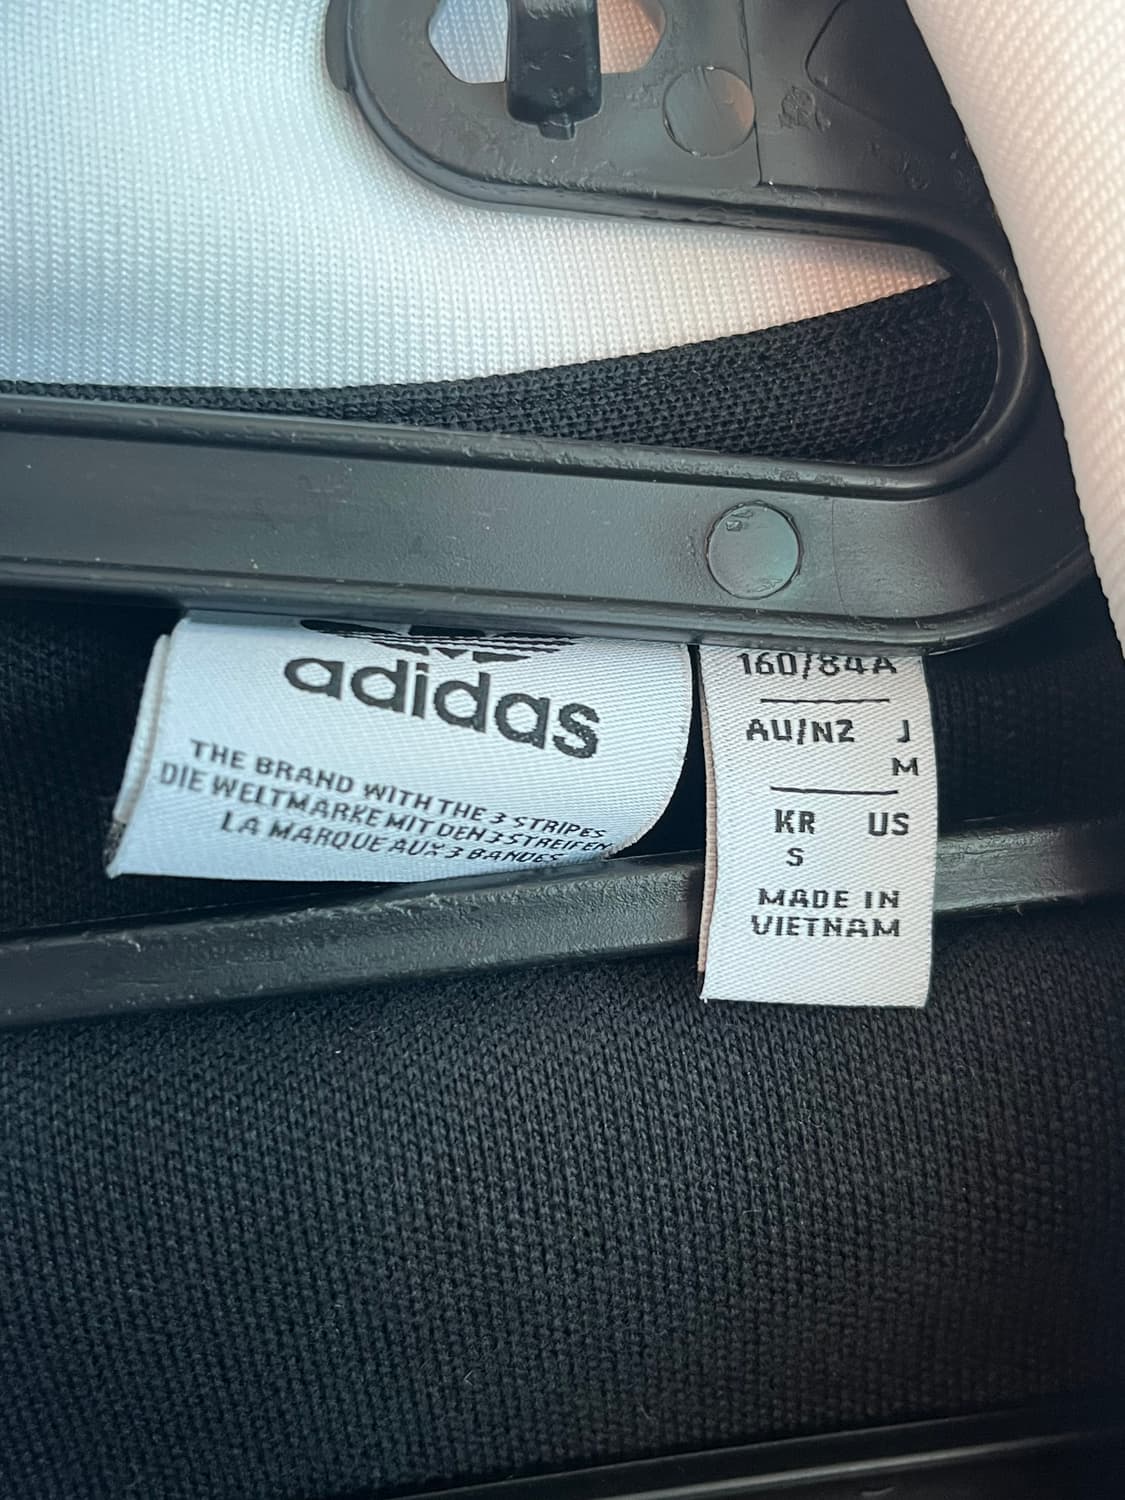 adidas
THE BRAND WITH THE 3 STRIPES
DIE WELTMARKE MIT DEN 3 STREIFEN
LA MARQUE AUX 3 BANDES
160/84A
AU/NZ J
M
KR US
S
MADE IN
VIETNAM